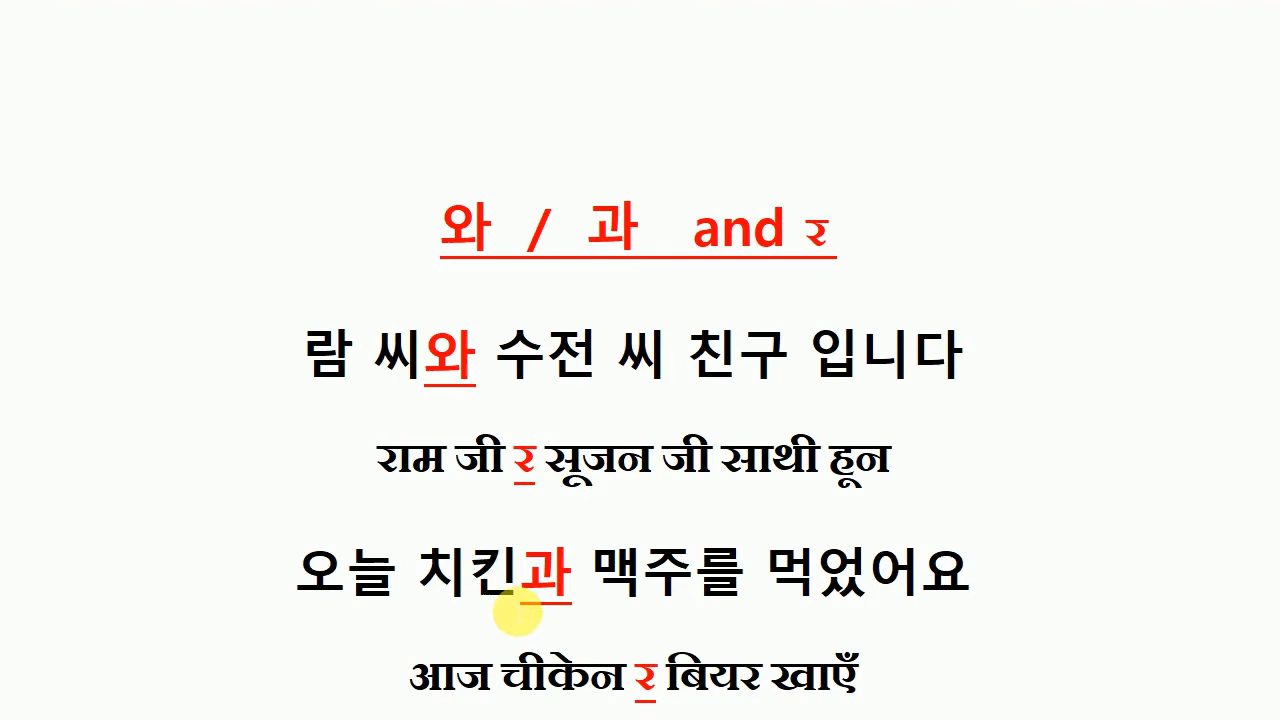 와 / 과 and र
람 씨와 수전 씨 친구 입니다
राम जी र सूजन जी साथी हून
오늘 치킨과 맥주를 먹었어요
आज चीकेन र बियर खाएँ